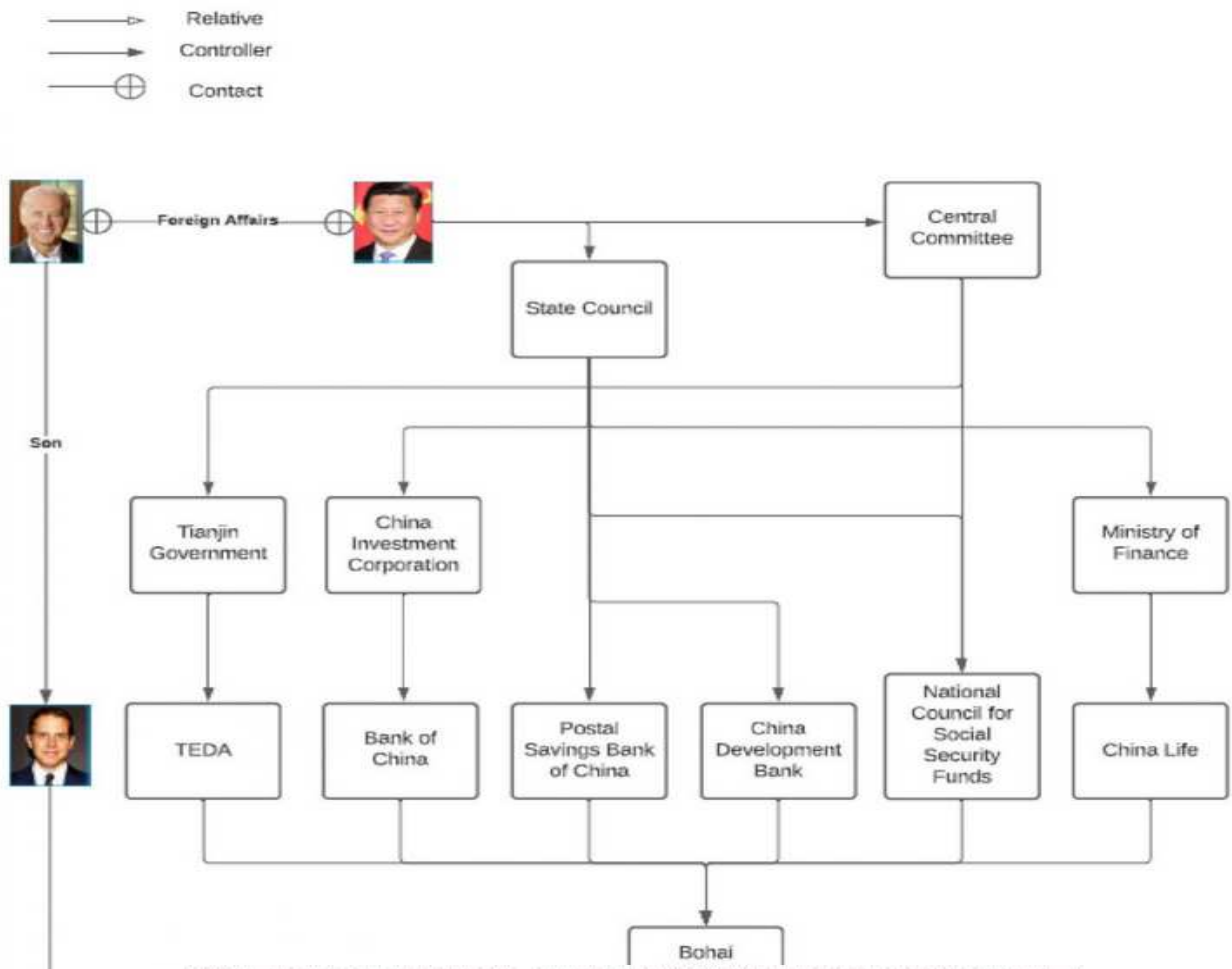 Relative
Controller
Contact
Foreign Affairs
Central
Committee
State Council
Son
Tianjin
Government
China
Investment
Corporation
Ministry of
Finance
TEDA
Bank of
China
Postal
Savings Bank
of China
China
Development
Bank
National
Council for
Social
Security
Funds
China Life
Bohai